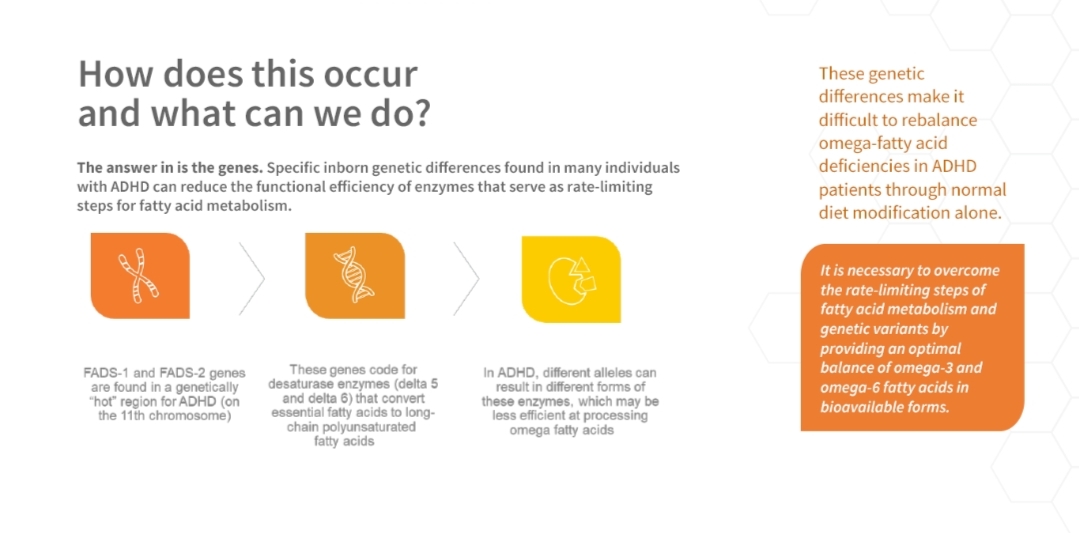 How does this occur
and what can we do?
The answer in is the genes. Specific inborn genetic differences found in many individuals
with ADHD can reduce the functional efficiency of enzymes that serve as rate-limiting
steps for fatty acid metabolism.
FADS-1 and FADS-2 genes
are found in a genetically
“hot” region for ADHD (on
the 11th chromosome)
These genes code for
desaturase enzymes (delta 5
and delta 6) that convert
essential fatty acids to long-
chain polyunsaturated
fatty acids
In ADHD, different alleles can
result in different forms of
these enzymes, which may be
less efficient at processing
omega fatty acids
These genetic
differences make it
difficult to rebalance
omega-fatty acid
deficiencies in ADHD
patients through normal
diet modification alone.
It is necessary to overcome
the rate-limiting steps of
fatty acid metabolism and
genetic variants by
providing an optimal
balance of omega-3 and
omega-6 fatty acids in
bioavailable forms.